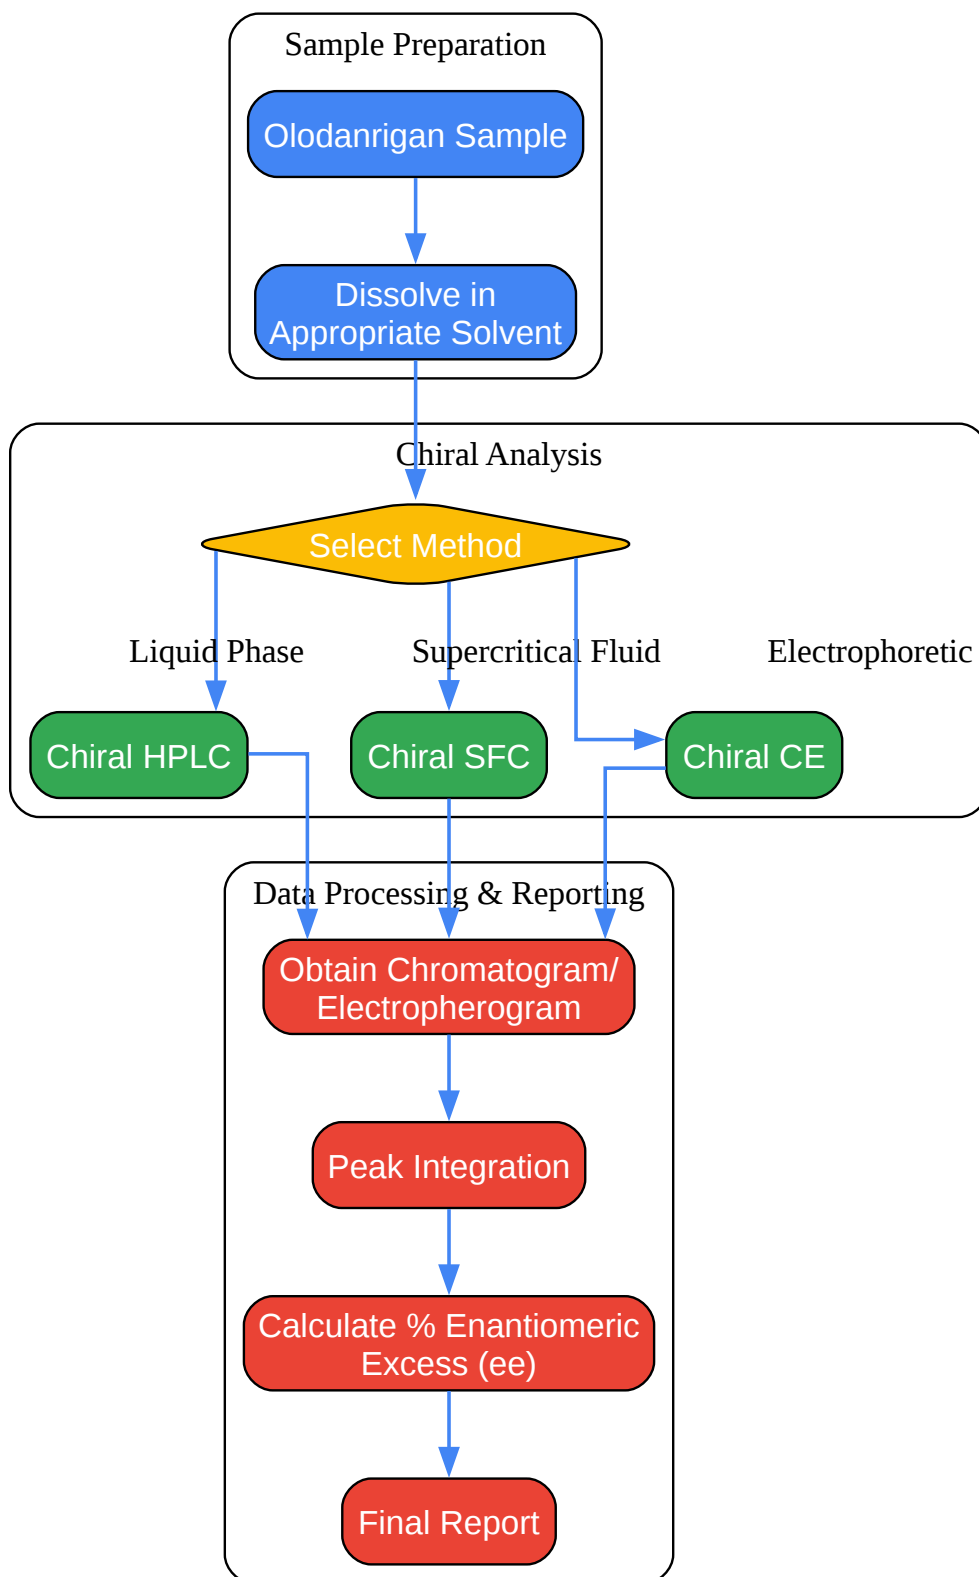 Sample Preparation
Olodanrigan Sample
Dissolve in
Appropriate Solvent
Chiral Analysis
Select Method
Liquid Phase
Supercritical Fluid
Electrophoretic
Chiral HPLC
Chiral SFC
Chiral CE
Data Processing & Reporting
Obtain Chromatogram/
Electropherogram
Peak Integration
Calculate % Enantiomeric
Excess (ee)
Final Report